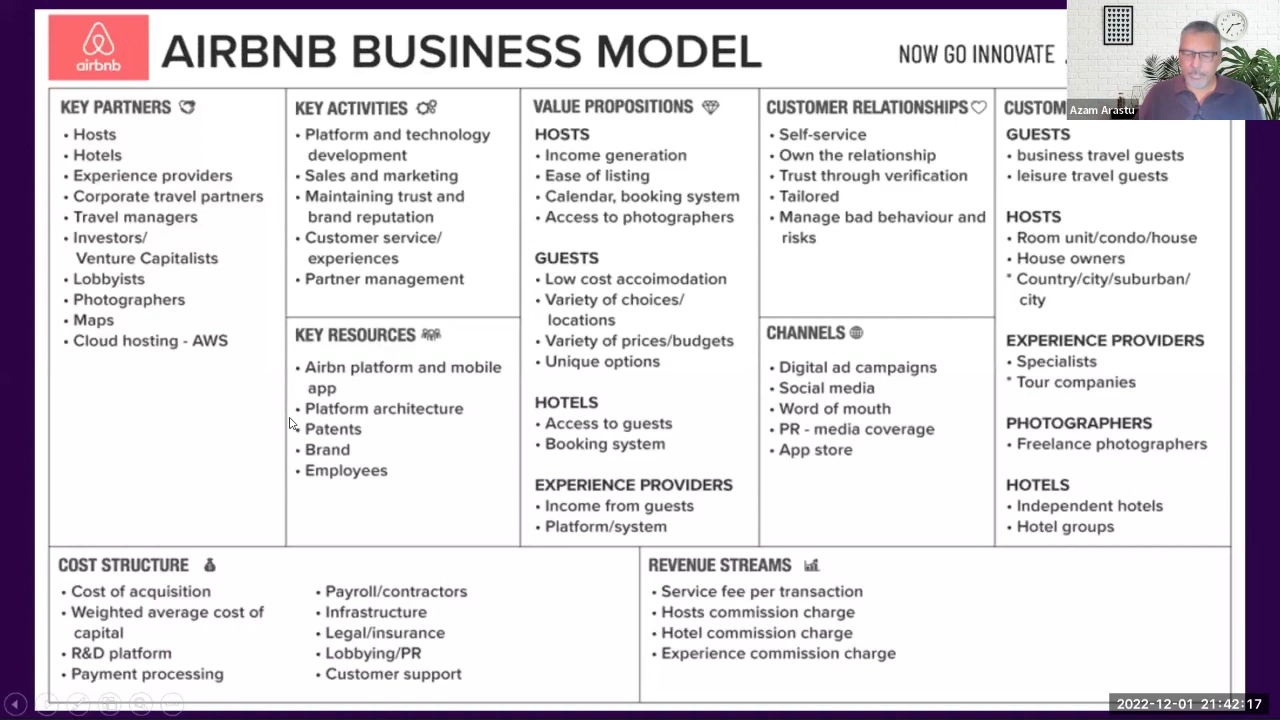 airbnb
AIRBNB BUSINESS MODEL
NOW GO INNOVATE
Azam Arastu
KEY PARTNERS
• Hosts
• Hotels
• Experience providers
• Corporate travel partners
• Travel managers
• Investors/
Venture Capitalists
• Lobbyists
• Photographers
• Maps
• Cloud hosting - AWS
KEY ACTIVITIES
• Platform and technology
development
• Sales and marketing
• Maintaining trust and
brand reputation
• Customer service/
experiences
• Partner management
KEY RESOURCES
• Airbn platform and mobile
app
• Platform architecture
• Patents
• Brand
• Employees
VALUE PROPOSITIONS
HOSTS
• Income generation
• Ease of listing
• Calendar, booking system
• Access to photographers
GUESTS
• Low cost accoimodation
• Variety of choices/
locations
• Variety of prices/budgets
• Unique options
HOTELS
• Access to guests
• Booking system
EXPERIENCE PROVIDERS
• Income from guests
• Platform/system
CUSTOMER RELATIONSHIPS
• Self-service
• Own the relationship
• Trust through verification
• Tailored
• Manage bad behaviour and
risks
CHANNELS
• Digital ad campaigns
• Social media
• Word of mouth
• PR - media coverage
• App store
GUESTS
• business travel guests
• leisure travel guests
HOSTS
• Room unit/condo/house
• House owners
* Country/city/suburban/
city
EXPERIENCE PROVIDERS
• Specialists
* Tour companies
PHOTOGRAPHERS
• Freelance photographers
HOTELS
• Independent hotels
• Hotel groups
COST STRUCTURE
• Cost of acquisition
• Weighted average cost of
capital
• R&D platform
• Payment processing
• Payroll/contractors
• Infrastructure
• Legal/insurance
• Lobbying/PR
• Customer support
REVENUE STREAMS
• Service fee per transaction
• Hosts commission charge
• Hotel commission charge
• Experience commission charge
2022-12-01 21:42:17